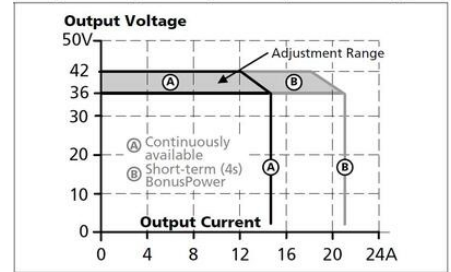 Output Voltage
50V
Adjustment Range
42
A
B
36
30
A Continuously
available
20
B Short-term (4s)
BonusPower
A
B
10
Output Current
0
0 4 8 12 16 20 24A